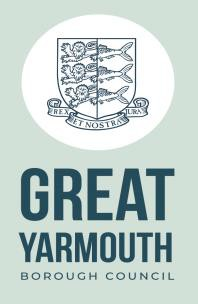 REX ET NOSTRA JURA
GREAT
YARMOUTH
BOROUGH COUNCIL